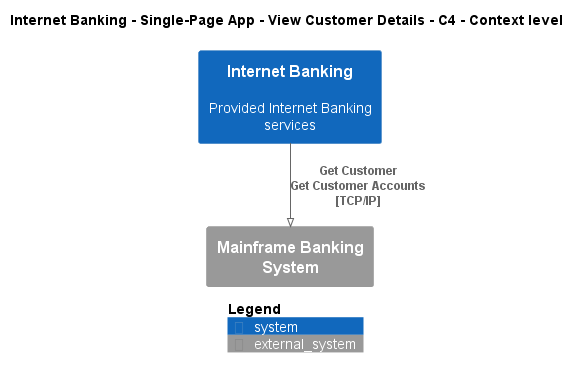 Internet Banking - Single-Page App - View Customer Details - C4 - Context level
Internet Banking
Provided Internet Banking
services
Get Customer
Get Customer Accounts
[TCP/IP]
Mainframe Banking
System
Legend
system
external_system